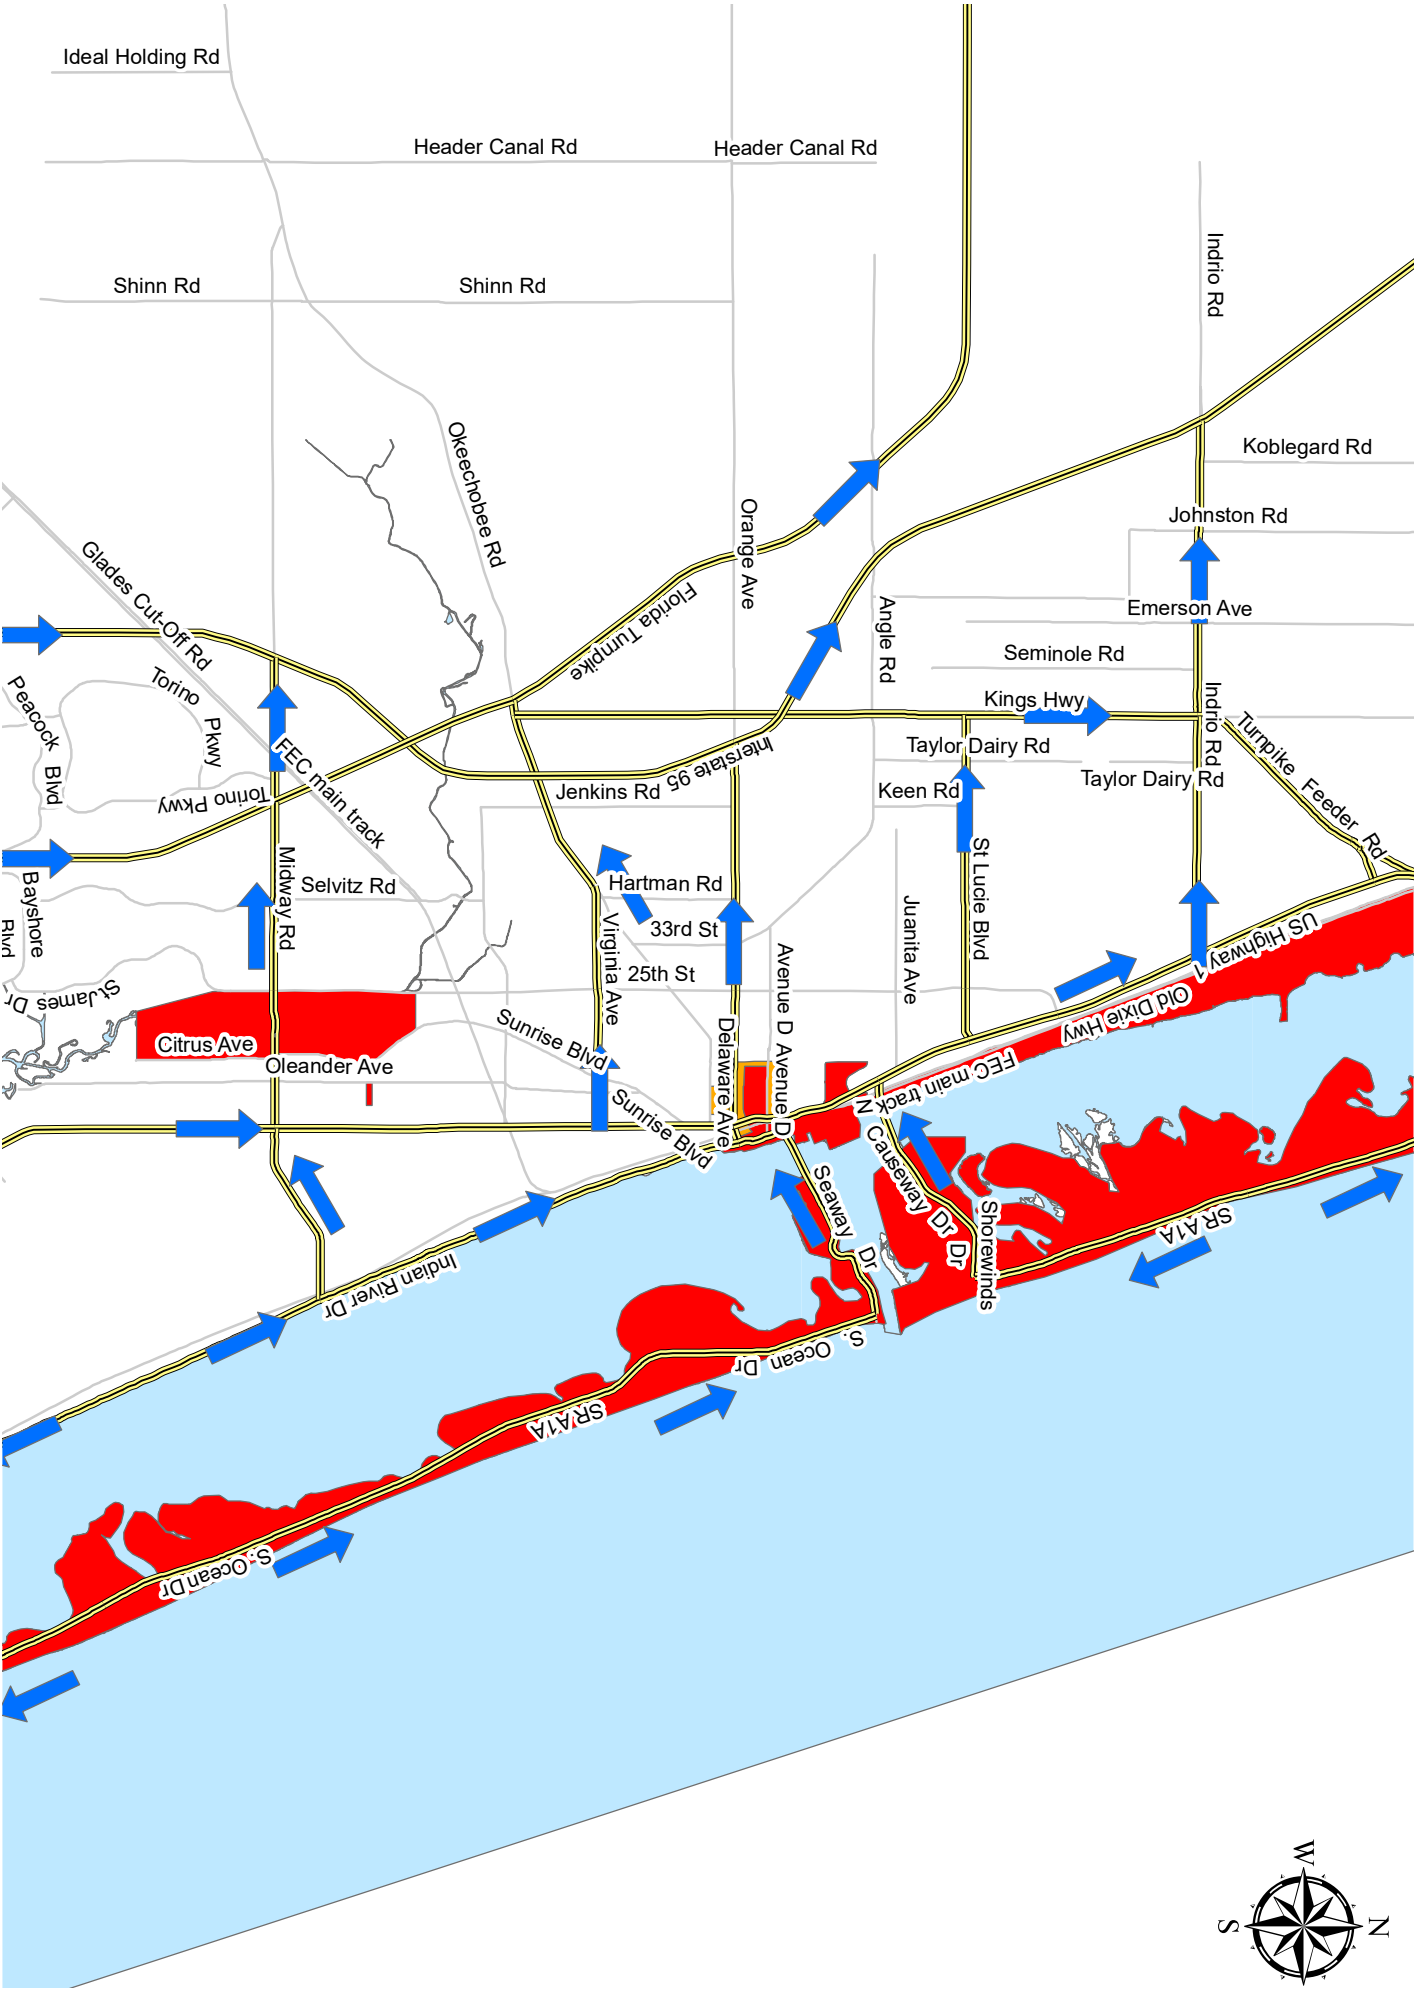 Ideal Holding Rd
Header Canal Rd
Header Canal Rd
Indrio Rd
Shinn Rd
Shinn Rd
Okeechobee Rd
Koblegard Rd
Orange Ave
Johnston Rd
Glades Cut-Off Rd
Florida Turnpike
Angle Rd
Emerson Ave
Seminole Rd
Torino
Pkwy
Peacock
Blvd
Kings Hwy
Indrio Rd
Turnpike Feeder Rd
FEC main track
Interstate 95
Taylor Dairy Rd
Taylor Dairy Rd
Torino Pkwy
Jenkins Rd
Keen Rd
Midway Rd
Selvitz Rd
Hartman Rd
St Lucie Blvd
Bayshore
Blvd
Virginia Ave
33rd St
Juanita Ave
US Highway 1
25th St
Avenue D
Avenue D
St James
Dr
Old Dixie Hwy
Citrus Ave
Sunrise Blvd
Delaware Ave
Oleander Ave
FEC main track
Sunrise Blvd
N Causeway Dr
Seaway Dr
Shorewinds
Dr
SR A1A
Indian River Dr
S. Ocean Dr
SR A1A
S. Ocean Dr
W
S
N